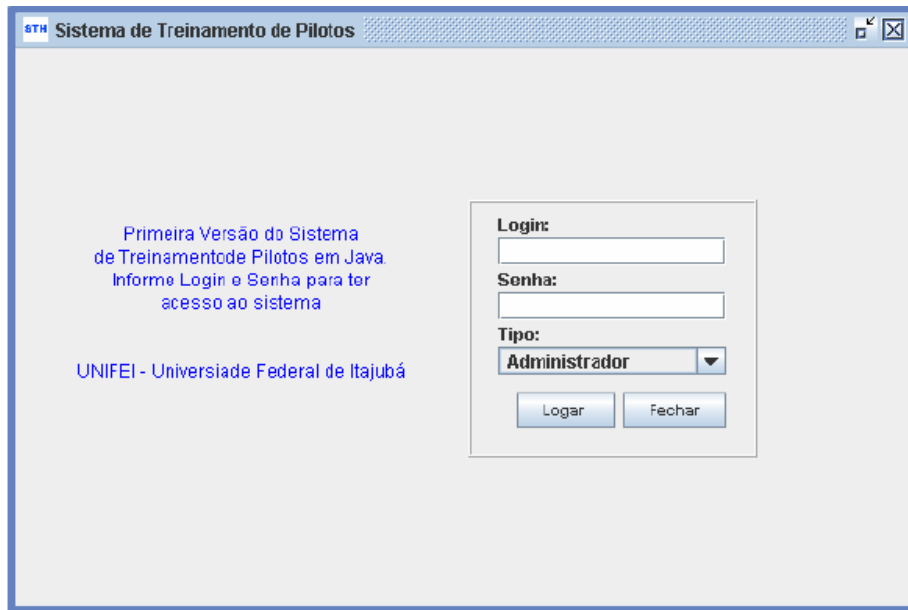 STH Sistema de Treinamento de Pilotos
Primeira Versão do Sistema
de Treinamentode Pilotos em Java.
Informe Login e Senha para ter
acesso ao sistema
UNIFEI - Universiade Federal de Itajubá
Login:
Senha:
Tipo:
Administrador
Logar Fechar